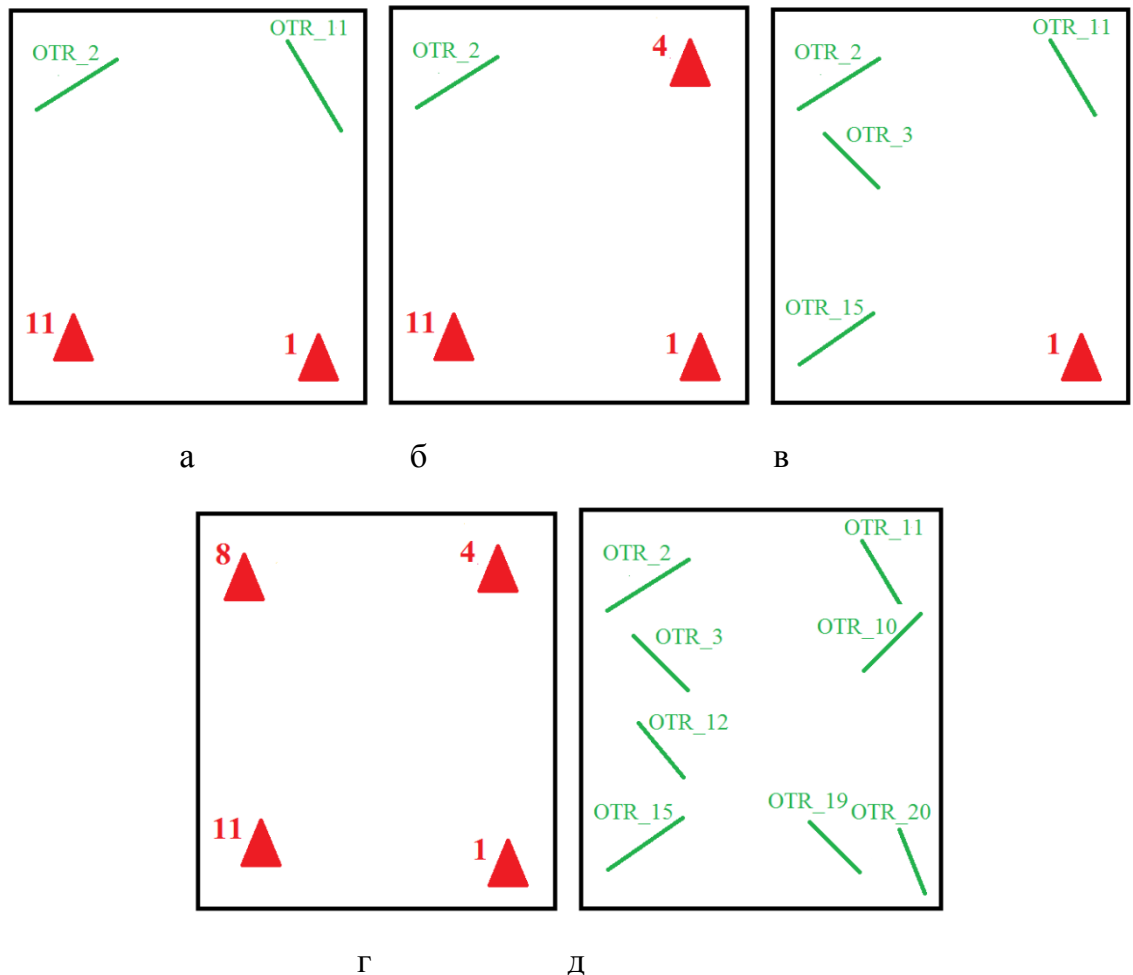 OTR_2 OTR_11
11 1
OTR_2 4
11 1
OTR_2 OTR_11
OTR_3
OTR_15
1
а б в
8 4
11 1
OTR_2 OTR_11
OTR_10
OTR_3
OTR_12
OTR_15 OTR_19 OTR_20
г д